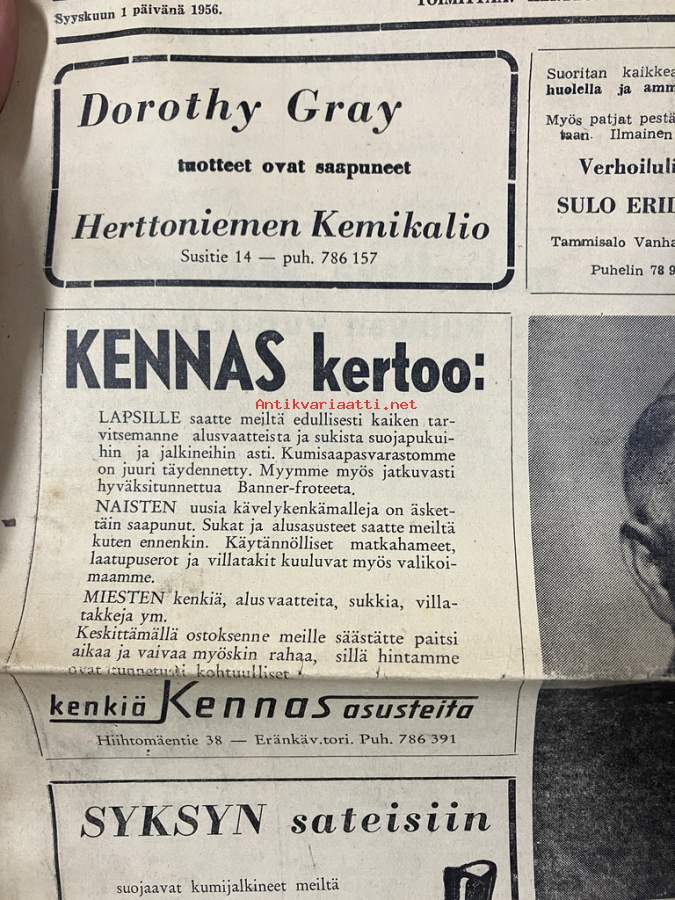 Syyskuun 1 päivänä 1956.
Dorothy Gray
tuotteet ovat saapuneet
Herttoniemen Kemikalio
Susitie 14 — puh. 786 157
Suoritan kaikkea
huolella ja amm
Myös patjat pestä
taan. Ilmainen
Verhoiluli
SULO ERI
Tammisalo Vanha
Puhelin 78 9
KENNAS kertoo:
Antikvariaatti.net
LAPSILLE saatte meiltä edullisesti kaiken tar-
vitsemanne alusvaatteista ja sukista suojapukui-
hin ja jalkineihin asti. Kumisaapasvarastomme
on juuri täydennetty. Myymme myös jatkuvasti
hyväksitunnettua Banner-froteeta.
NAISTEN uusia kävelykenkämalleja on äsket-
täin saapunut. Sukat ja alusasusteet saatte meiltä
kuten ennenkin. Käytännölliset matkahameet,
laatupuserot ja villatakit kuuluvat myös valikoi-
maamme.
MIESTEN kenkiä, alusvaatteita, sukkia, villa-
takkeja ym.
Keskittämällä ostoksenne meille säästätte paitsi
aikaa ja vaivaa myöskin rahaa, sillä hintamme
ovat tunnetusti kohtuulliset
kenkiä Kennas asusteita
Hiihtomäentie 38 — Eränkäv.tori. Puh. 786 391
SYKSYN sateisiin
suojaavat kumijalkineet meiltä